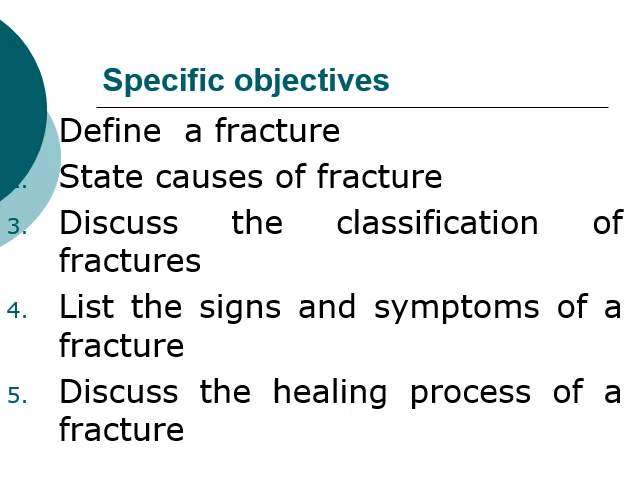 Specific objectives
Define a fracture
2. State causes of fracture
3. Discuss the classification of
fractures
4. List the signs and symptoms of a
fracture
5. Discuss the healing process of a
fracture